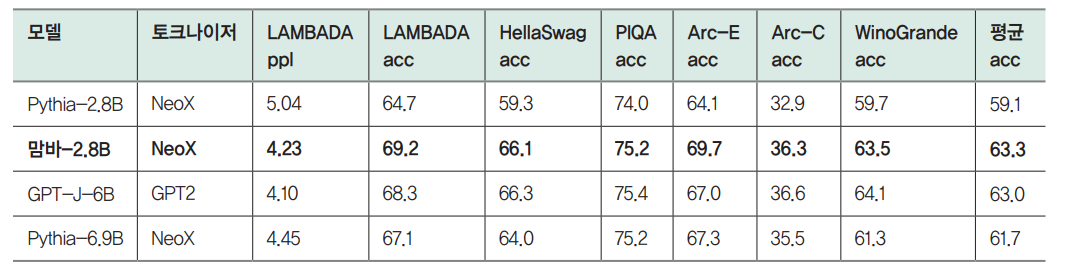 모델 토크나이저 LAMBADA ppl LAMBADA acc HellaSwag acc PIQA acc Arc-E acc Arc-C acc WinoGrande acc 평균 acc
Pythia-2.8B NeoX 5.04 64.7 59.3 74.0 64.1 32.9 59.7 59.1
맘바-2.8B NeoX 4.23 69.2 66.1 75.2 69.7 36.3 63.5 63.3
GPT-J-6B GPT2 4.10 68.3 66.3 75.4 67.0 36.6 64.1 63.0
Pythia-6.9B NeoX 4.45 67.1 64.0 75.2 67.3 35.5 61.3 61.7